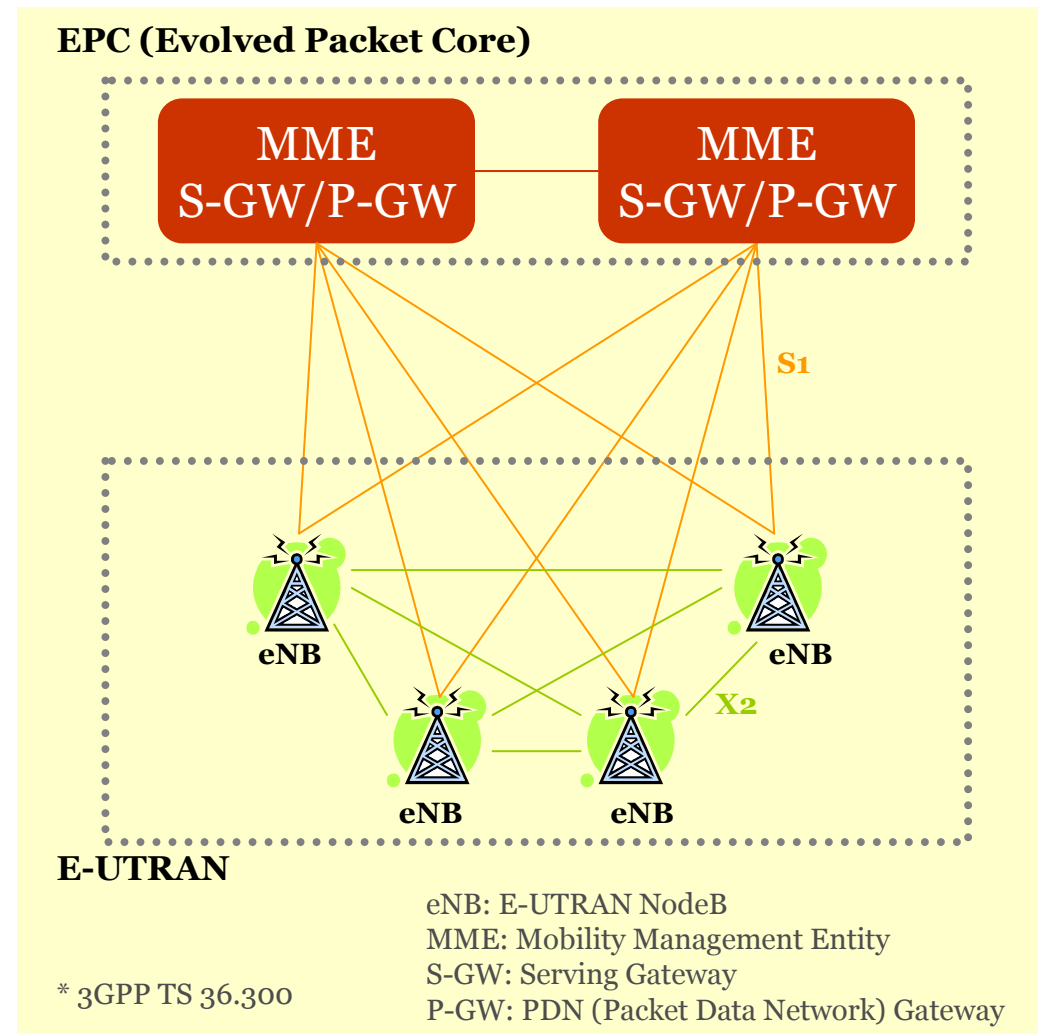 EPC (Evolved Packet Core)
MME
S-GW/P-GW
MME
S-GW/P-GW
S1
eNB
eNB
X2
eNB
eNB
E-UTRAN
eNB: E-UTRAN NodeB
MME: Mobility Management Entity
S-GW: Serving Gateway
P-GW: PDN (Packet Data Network) Gateway
* 3GPP TS 36.300